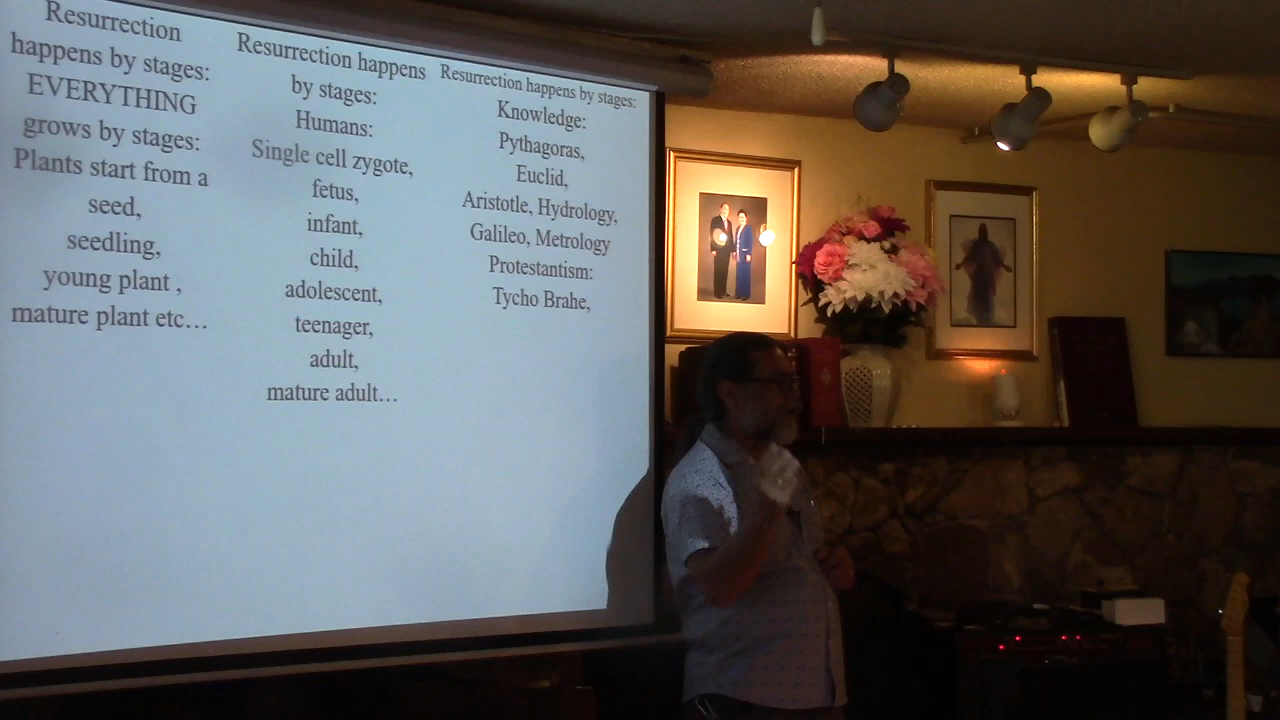 Resurrection
happens by stages:
EVERYTHING
grows by stages:
Plants start from a
seed,
seedling,
young plant ,
mature plant etc…
Resurrection happens
by stages:
Humans:
Single cell zygote,
fetus,
infant,
child,
adolescent,
teenager,
adult,
mature adult…
Resurrection happens by stages:
Knowledge:
Pythagoras,
Euclid,
Aristotle, Hydrology,
Galileo, Metrology
Protestantism:
Tycho Brahe,